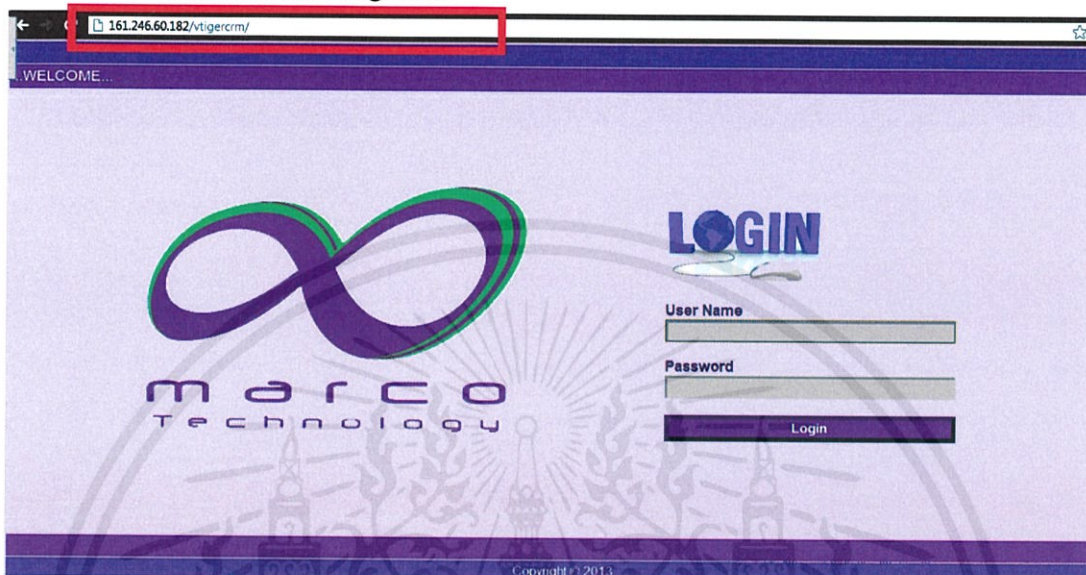 161.246.60.182/vtigercrm/
..WELCOME...
LOGIN
User Name
Password
Login
marco
Technology
Copyright © 2013